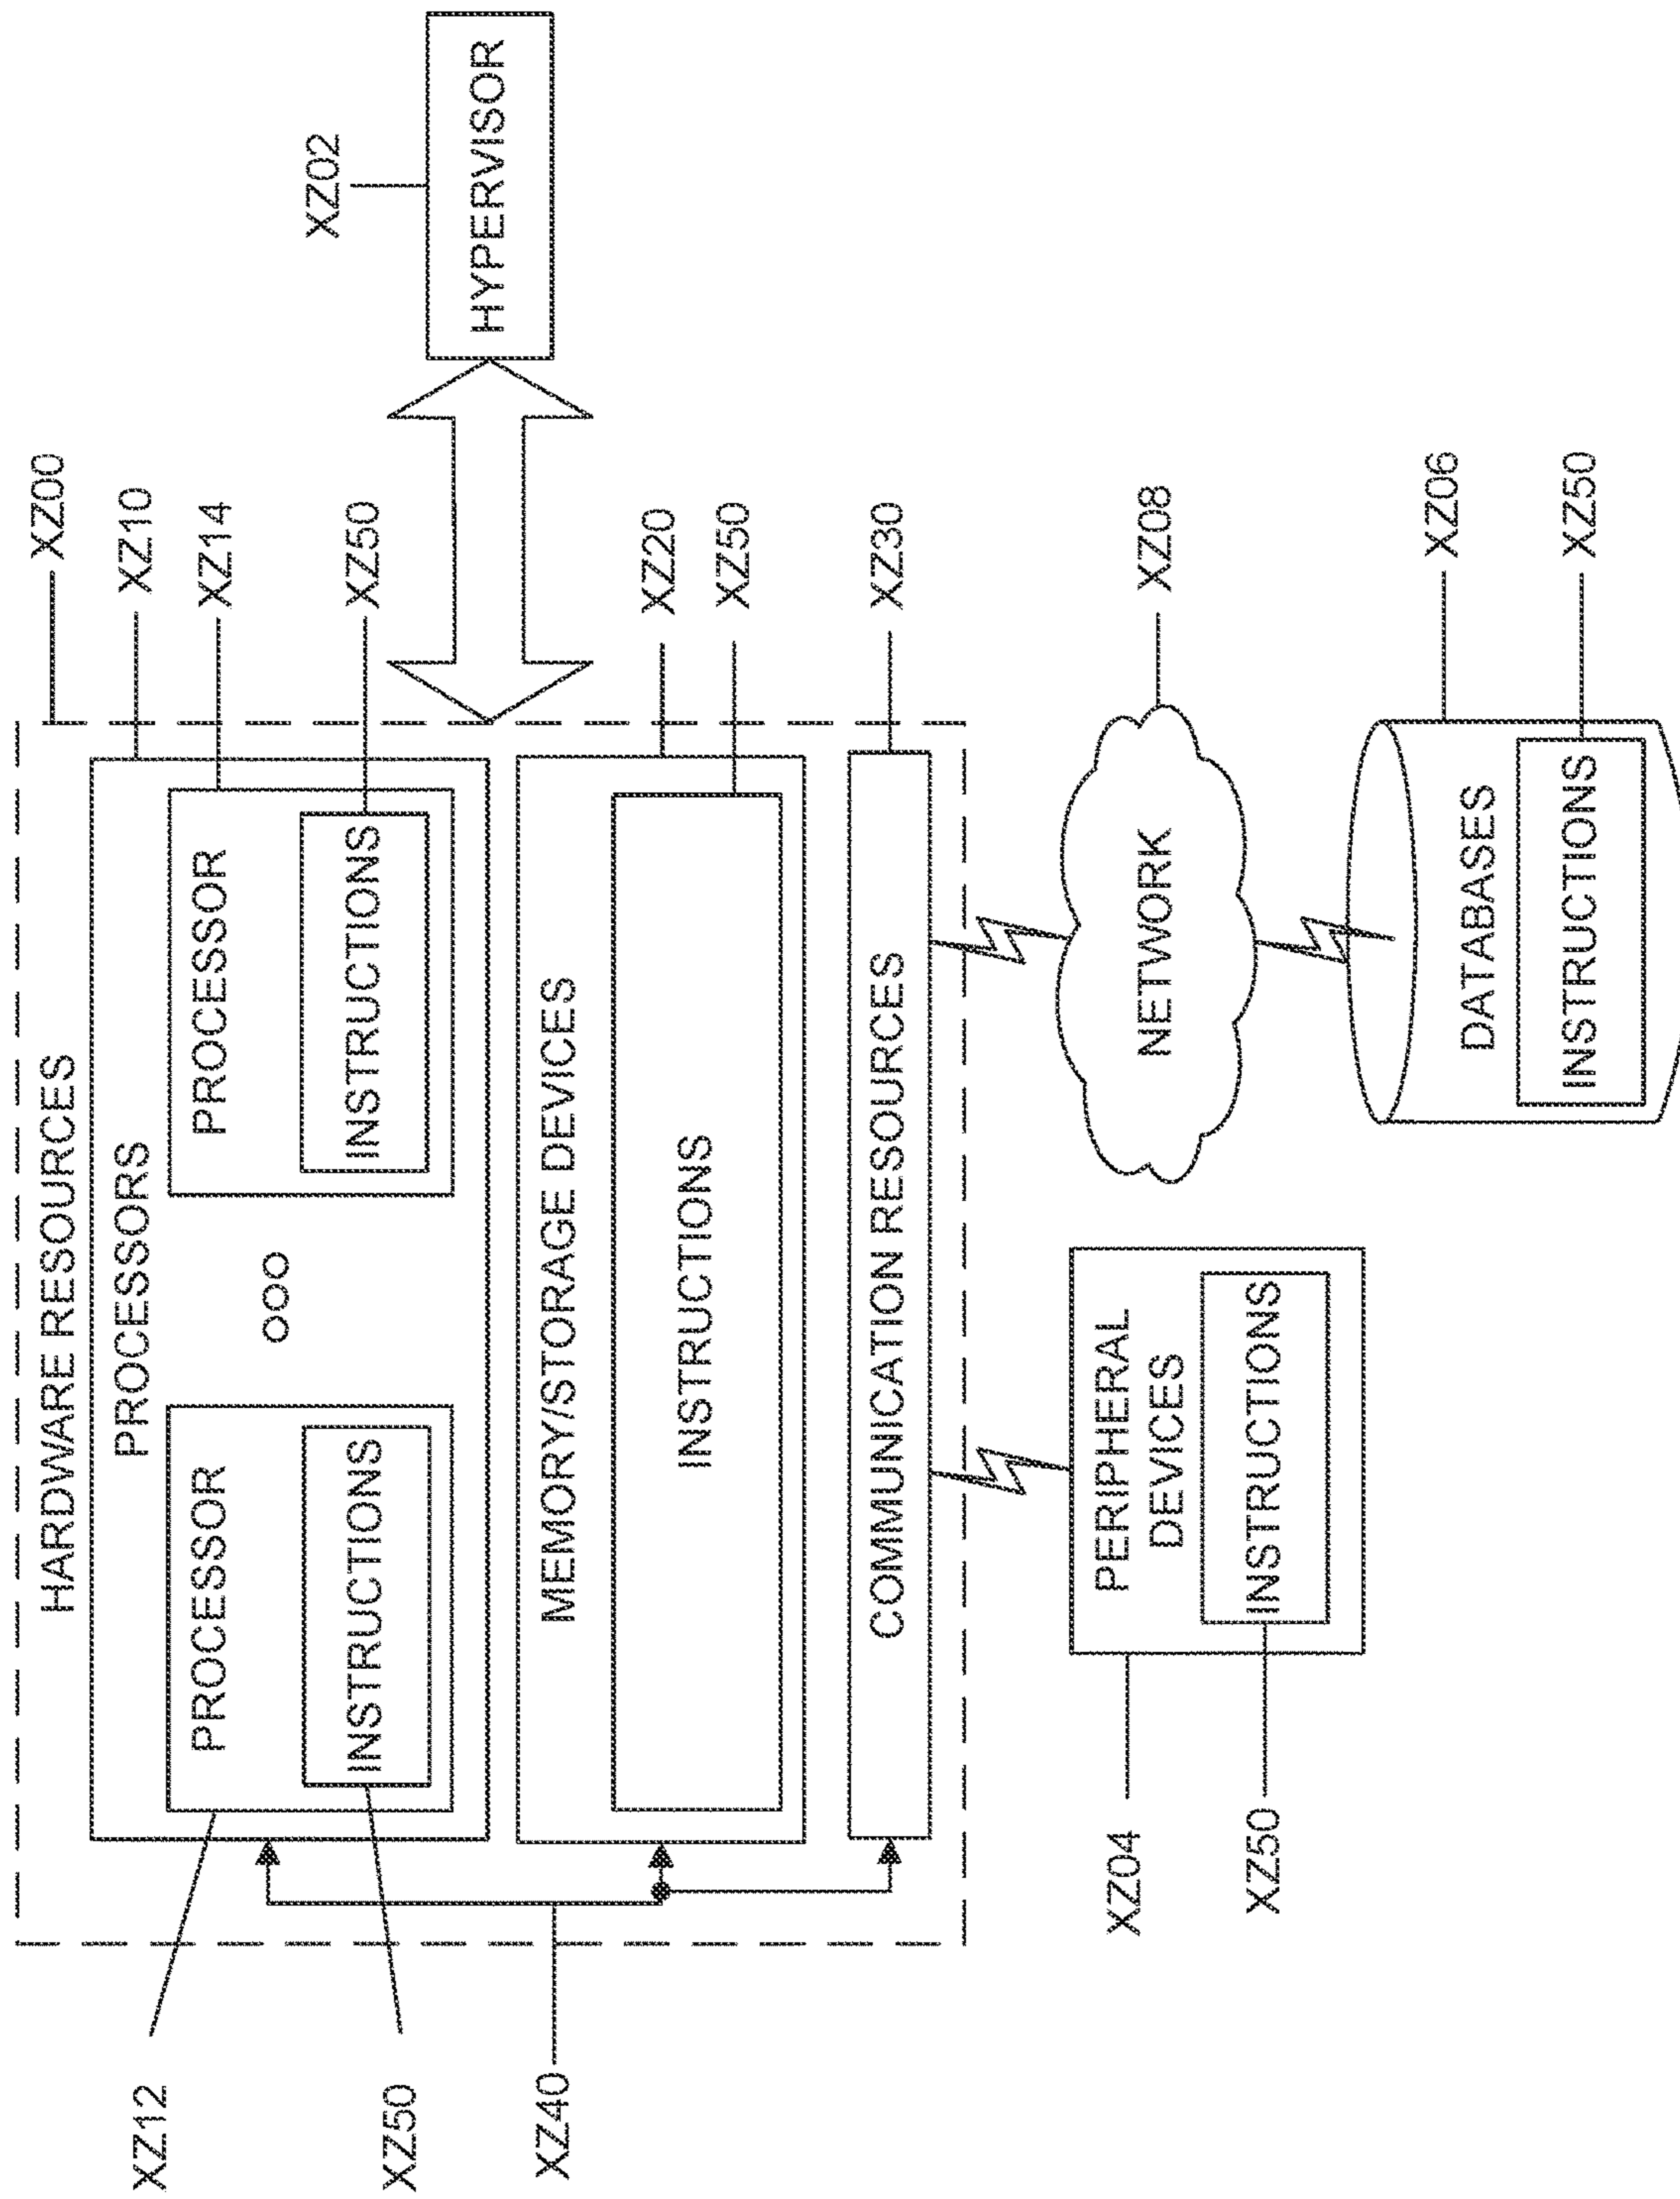 HARDWARE RESOURCES
XZ00
PROCESSORS
XZ10
XZ12
PROCESSOR
PROCESSOR
XZ14
XZ02
XZ50
INSTRUCTIONS
ooo
INSTRUCTIONS
XZ50
HYPERVISOR
XZ40
MEMORY/STORAGE DEVICES
XZ20
INSTRUCTIONS
XZ50
COMMUNICATION RESOURCES
XZ30
XZ04
PERIPHERAL
DEVICES
NETWORK
XZ08
XZ50
INSTRUCTIONS
DATABASES
XZ06
INSTRUCTIONS
XZ50